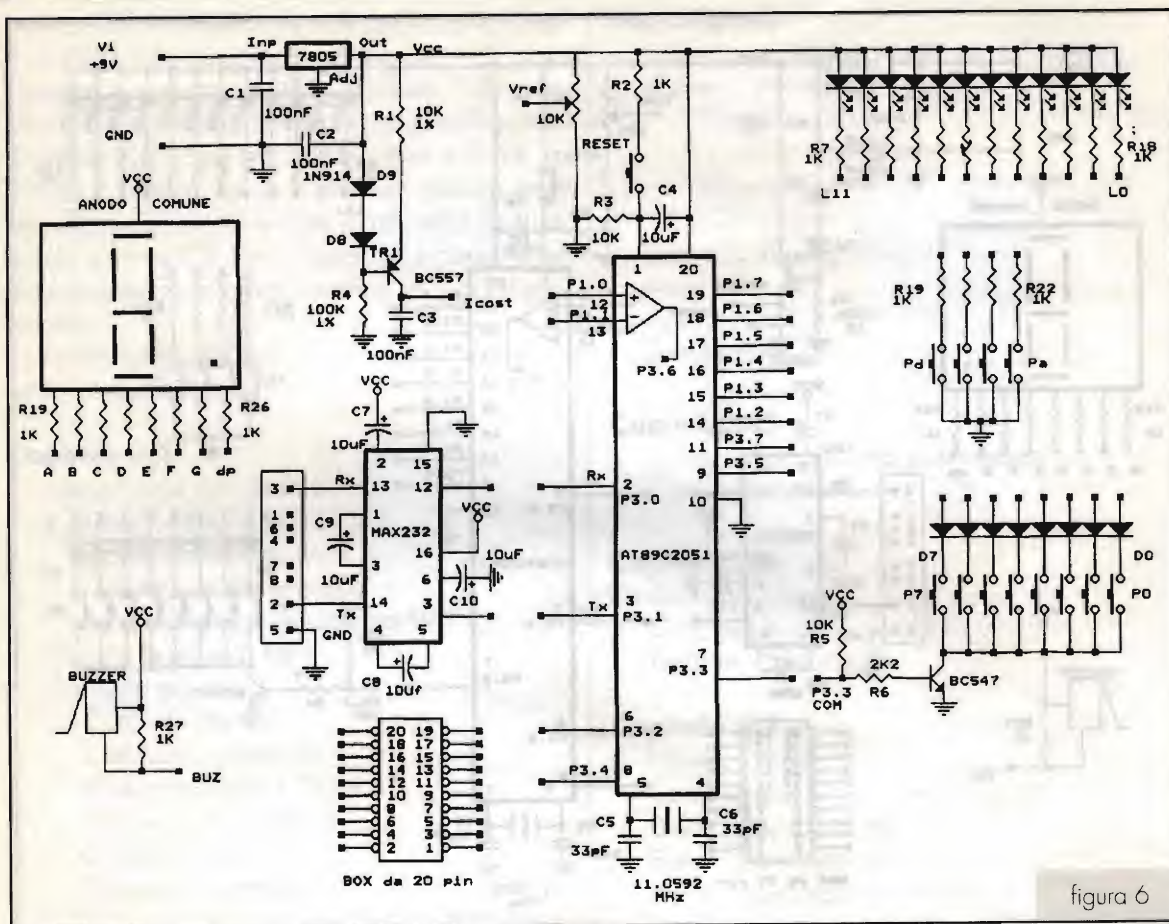 Vi
+9V
Inp
7805
Out
Adj
Vcc
C1
100nF
GND
C2
100nF
R1
10K
1%
1N914
D9
D8
TR1
BC557
R4
100K
1%
C3
100nF
Icost
Vref
10K
R2
1K
RESET
R3
10K
C4
10uF
R7
1K
R18
1K
L11
L0
VCC
ANODO COMUNE
R19
1K
R26
1K
A B C D E F G dp
1
20
P1.0
12
P1.1
13
P3.6
19 P1.7
18 P1.6
17 P1.5
16 P1.4
15 P1.3
14 P1.2
11 P3.7
9 P3.5
10
Rx
2
P3.0
AT89C2051
Tx
3
P3.1
7
P3.3
6
P3.2
P3.4
8
5
4
C5
33pF
C6
33pF
11.0592
MHz
R19
1K
R22
1K
Pd
Pa
VCC
C7
10uF
2
15
3
Rx
13
12
1
6
4
7
8
2
5
C9
10uF
1
3
MAX232
VCC
16
6
10uF
C10
14
Tx
3
GND
4
5
C8
10Uf
D7
D0
P7
P0
VCC
10K
R5
2K2
R6
P3.3
COM
BC547
VCC
BUZZER
R27
1K
BUZ
20 19
18 17
16 15
14 13
12 11
10 9
8 7
6 5
4 3
2 1
BOX da 20 pin
figura 6